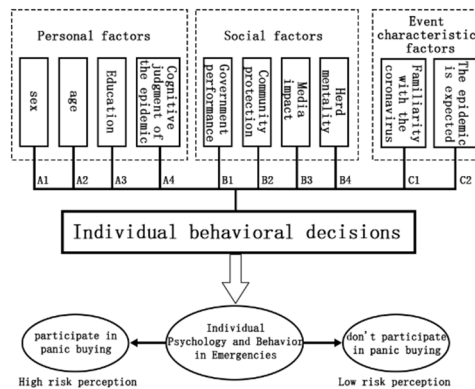 Personal factors
Social factors
Event
characteristic
factors
sex
age
Education
Cognitive
judgment of
the epidemic
Government
performance
Community
protection
Media
impact
Herd
mentality
Familiarity
with the
coronavirus
The epidemic
is expected
A1
A2
A3
A4
B1
B2
B3
B4
C1
C2
Individual behavioral decisions
participate in
panic buying
Individual
Psychology and Behavior
in Emergencies
don't participate
in panic buying
High risk perception
Low risk perception